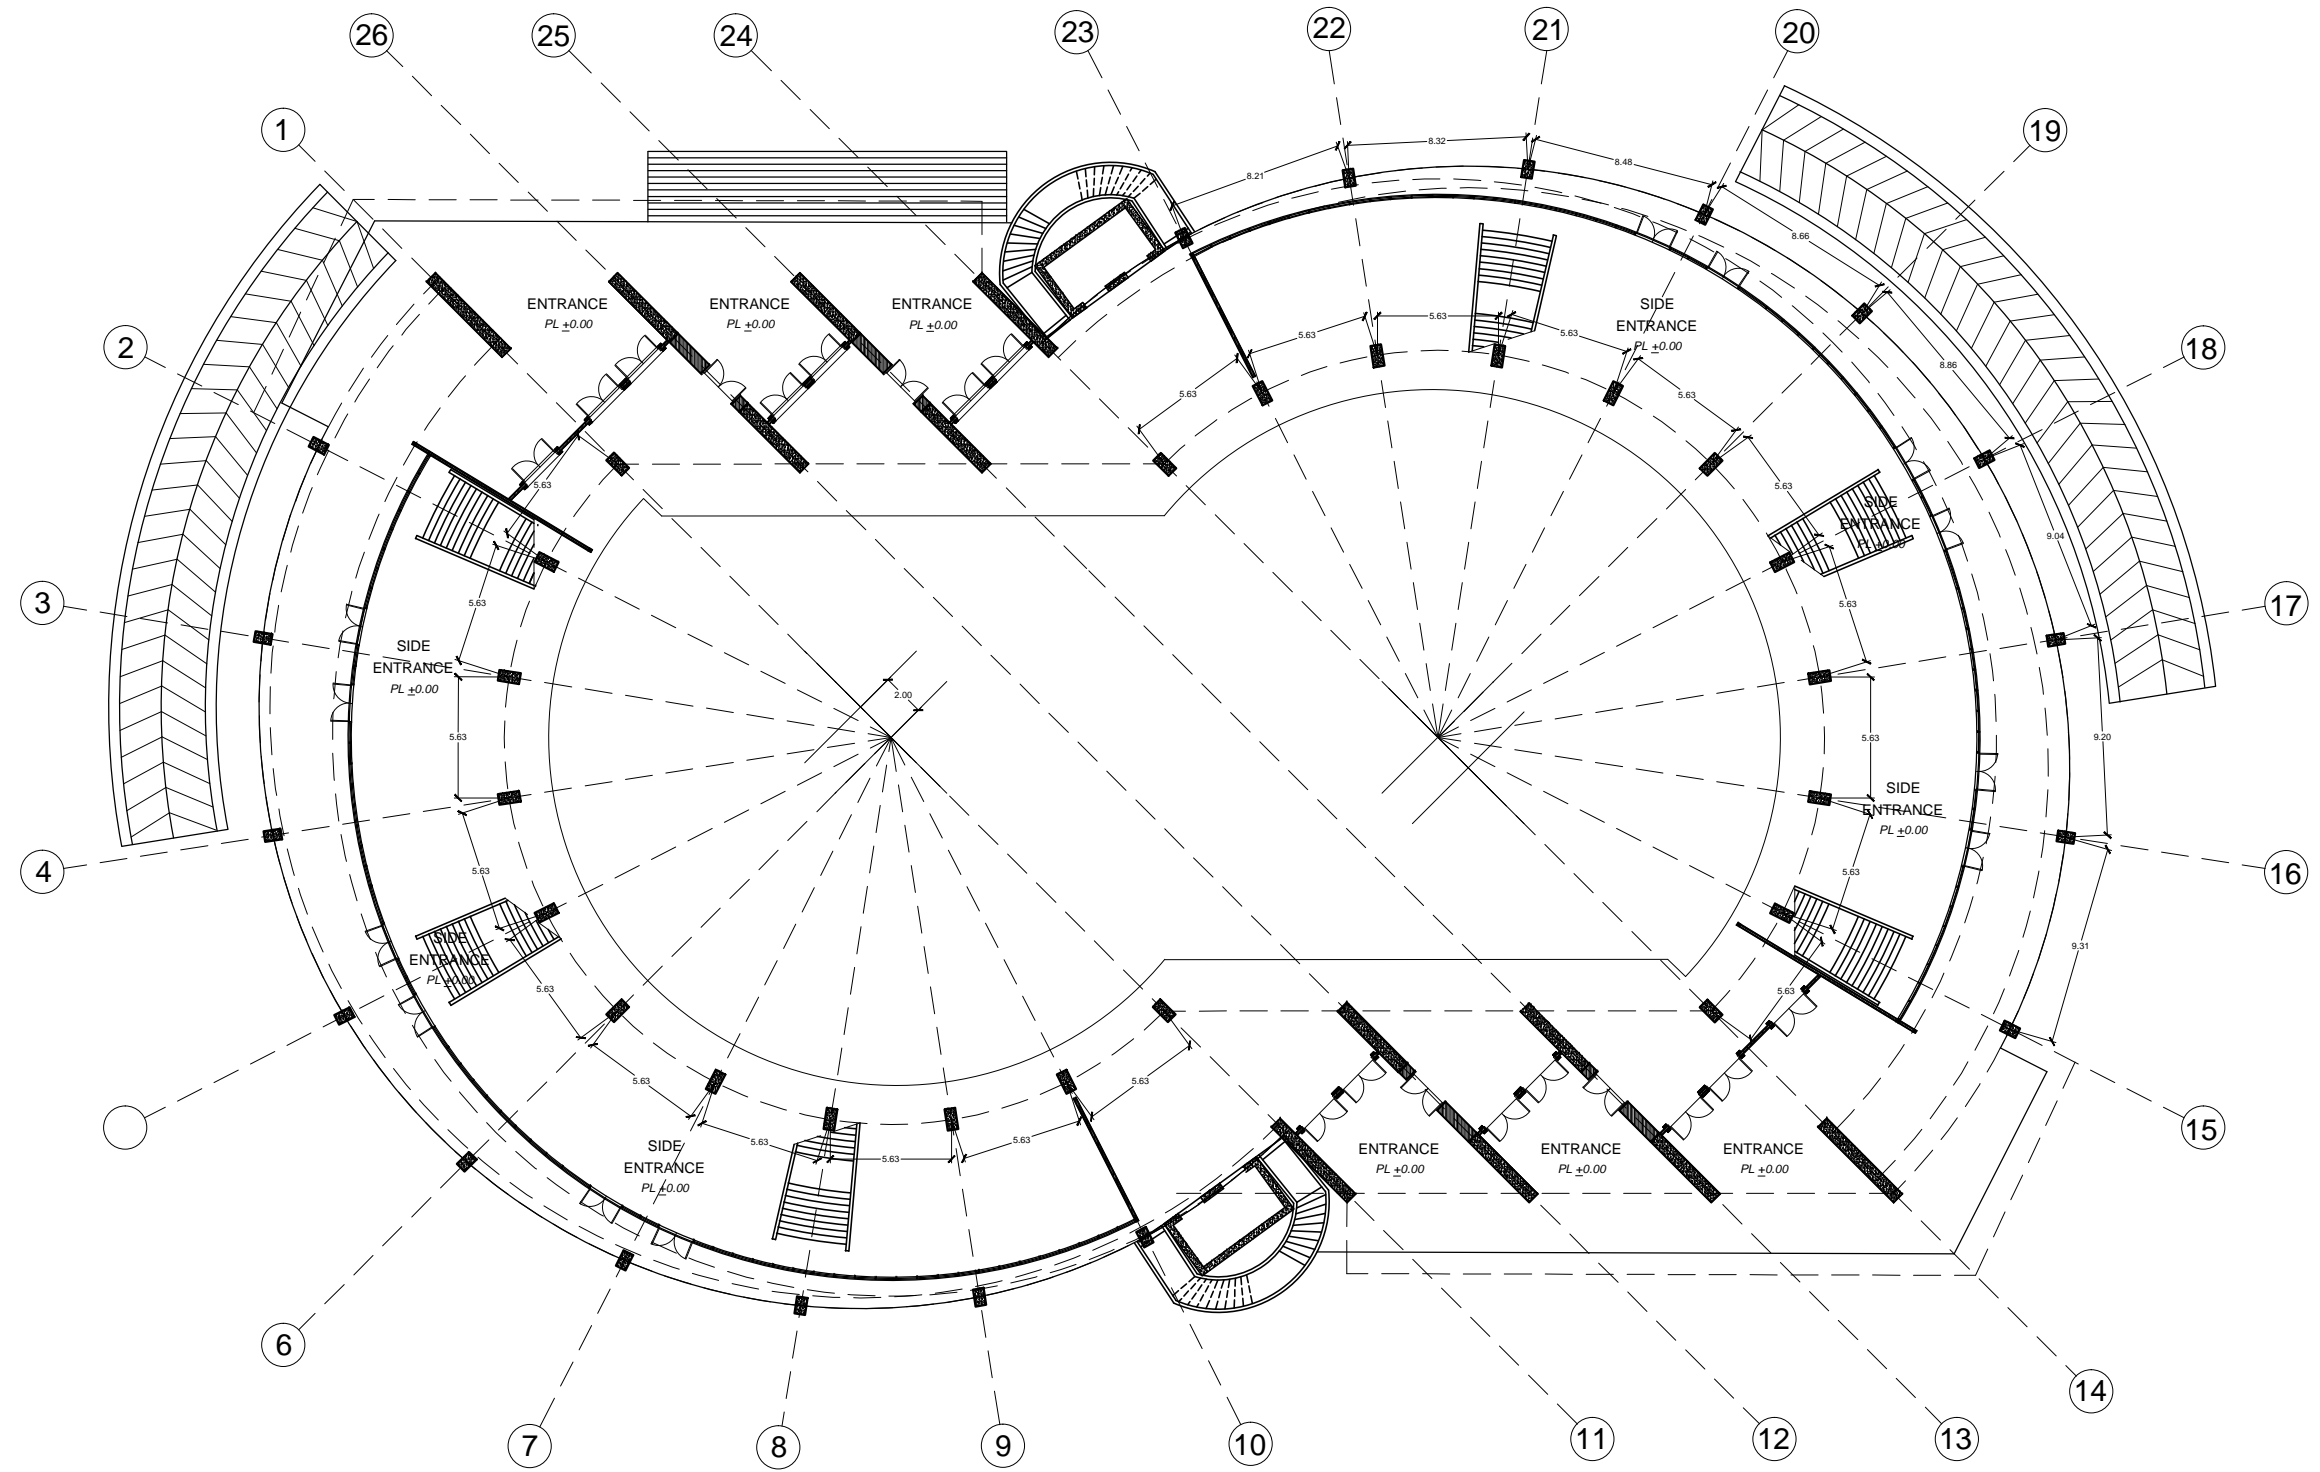 26
25
24
23
22
21
20
1
19
8.32
8.48
8.21
8.66
ENTRANCE
PL ±0.00
ENTRANCE
PL ±0.00
ENTRANCE
PL ±0.00
SIDE
ENTRANCE
PL ±0.00
5.63
5.63
5.63
5.63
5.63
2
18
8.86
5.63
5.63
SIDE
ENTRANCE
PL ±0.00
9.04
3
5.63
5.63
17
SIDE
ENTRANCE
PL ±0.00
2.00
5.63
5.63
9.20
SIDE
ENTRANCE
PL ±0.00
4
5.63
5.63
16
SIDE
ENTRANCE
PL ±0.00
9.31
5.63
5.63
5.63
5.63
15
SIDE
ENTRANCE
PL ±0.00
5.63
5.63
5.63
ENTRANCE
PL ±0.00
ENTRANCE
PL ±0.00
ENTRANCE
PL ±0.00
6
14
7
8
9
10
11
12
13